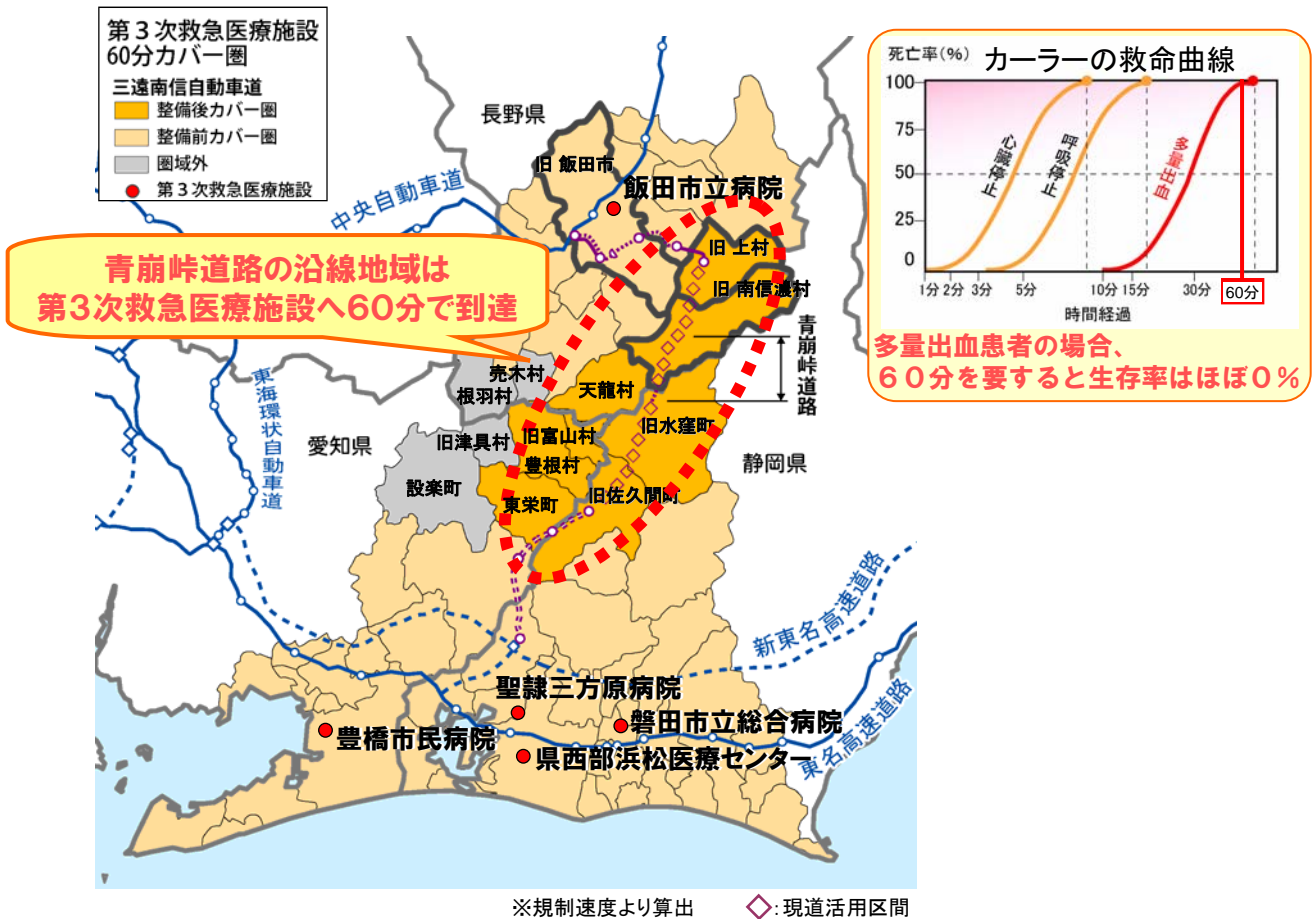 第３次救急医療施設
60分カバー圏
三遠南信自動車道
整備後カバー圏
整備前カバー圏
圏域外
第３次救急医療施設
長野県
中央自動車道
旧 飯田市
飯田市立病院
旧 上村
旧 南信濃村
青崩峠道路の沿線地域は
第３次救急医療施設へ６０分で到達
青崩峠道路
売木村
根羽村
天龍村
東海環状自動車道
愛知県
旧津具村
旧富山村
旧水窪町
豊根村
静岡県
設楽町
東栄町
旧佐久間町
新東名高速道路
聖隷三方原病院
磐田市立総合病院
豊橋市民病院
県西部浜松医療センター
東名高速道路
※規制速度より算出
◇:現道活用区間
死亡率(%)
カーラーの救命曲線
100
75
50
25
0
心臓停止
呼吸停止
多量出血
1分 2分 3分 5分 10分 15分 30分 60分
時間経過
多量出血患者の場合、
６０分を要すると生存率はほぼ０％